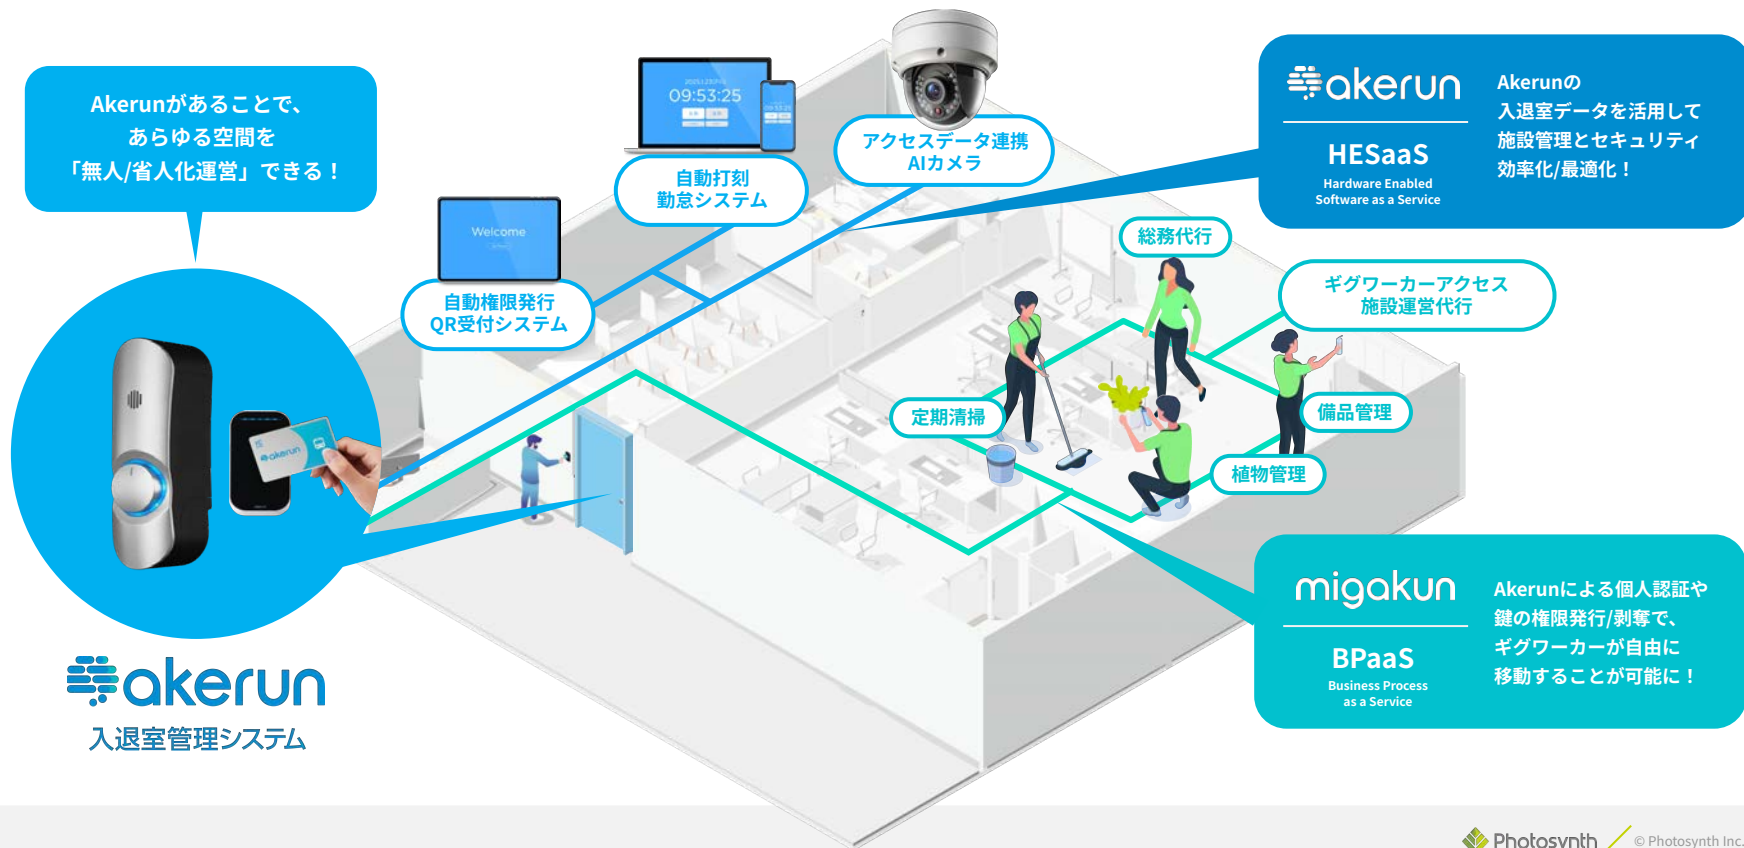 Akerunがあることで、
あらゆる空間を
「無人/省人化運営」できる！
akerun
入退室管理システム
akerun
Welcome
自動権限発行
QR受付システム
09:53:25
09:53:25
自動打刻
勤怠システム
アクセスデータ連携
AIカメラ
akerun
HESaaS
Hardware Enabled
Software as a Service
Akerunの
入退室データを活用して
施設管理とセキュリティ
効率化/最適化！
総務代行
ギグワーカーアクセス
施設運営代行
定期清掃
備品管理
植物管理
migakun
BPaaS
Business Process
as a Service
Akerunによる個人認証や
鍵の権限発行/剥奪で、
ギグワーカーが自由に
移動することが可能に！
Photosynth
© Photosynth Inc.